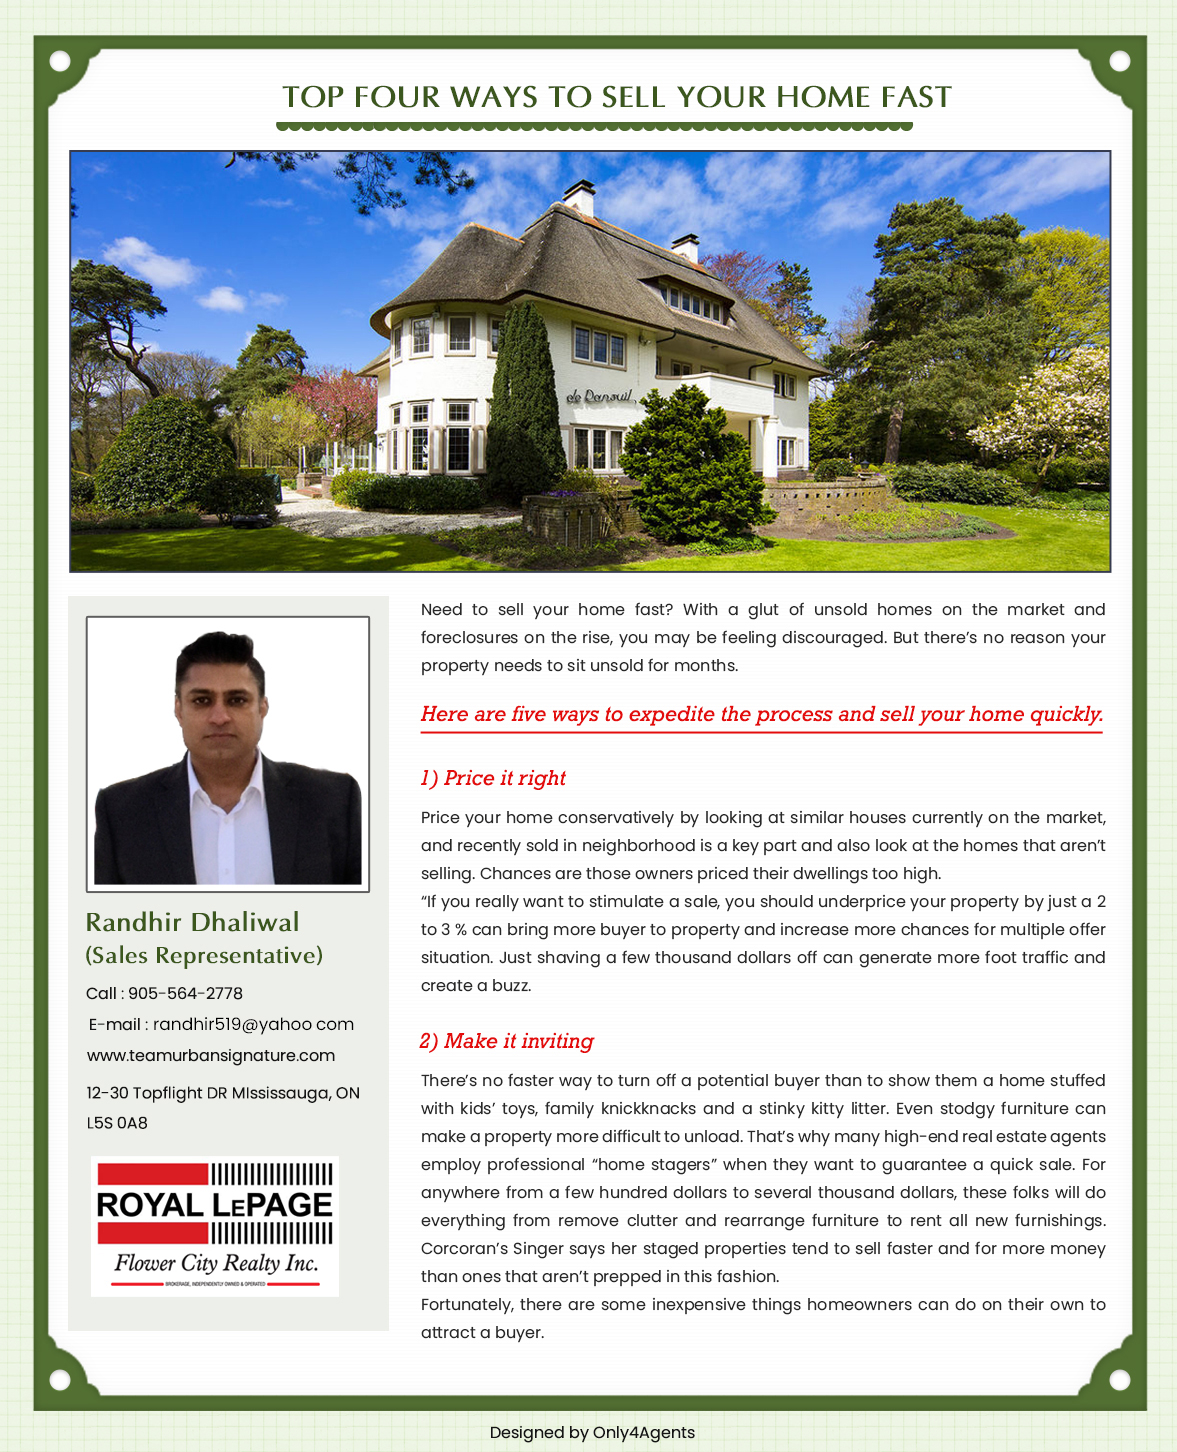 TOP FOUR WAYS TO SELL YOUR HOME FAST
de Danouil
Need to sell your home fast? With a glut of unsold homes on the market and
foreclosures on the rise, you may be feeling discouraged. But there’s no reason your
property needs to sit unsold for months.
Here are five ways to expedite the process and sell your home quickly.
1) Price it right
Price your home conservatively by looking at similar houses currently on the market,
and recently sold in neighborhood is a key part and also look at the homes that aren’t
selling. Chances are those owners priced their dwellings too high.
“If you really want to stimulate a sale, you should underprice your property by just a 2
to 3 % can bring more buyer to property and increase more chances for multiple offer
situation. Just shaving a few thousand dollars off can generate more foot traffic and
create a buzz.
2) Make it inviting
There’s no faster way to turn off a potential buyer than to show them a home stuffed
with kids’ toys, family knickknacks and a stinky kitty litter. Even stodgy furniture can
make a property more difficult to unload. That’s why many high-end real estate agents
employ professional “home stagers” when they want to guarantee a quick sale. For
anywhere from a few hundred dollars to several thousand dollars, these folks will do
everything from remove clutter and rearrange furniture to rent all new furnishings.
Corcoran’s Singer says her staged properties tend to sell faster and for more money
than ones that aren’t prepped in this fashion.
Fortunately, there are some inexpensive things homeowners can do on their own to
attract a buyer.
Randhir Dhaliwal
(Sales Representative)
Call : 905-564-2778
E-mail : randhir519@yahoo com
www.teamurbansignature.com
12-30 Topflight DR MIssissauga, ON
L5S 0A8
ROYAL LEPAGE
Flower City Realty Inc.
BROKERAGE, INDEPENDENTLY OWNED & OPERATED
Designed by Only4Agents